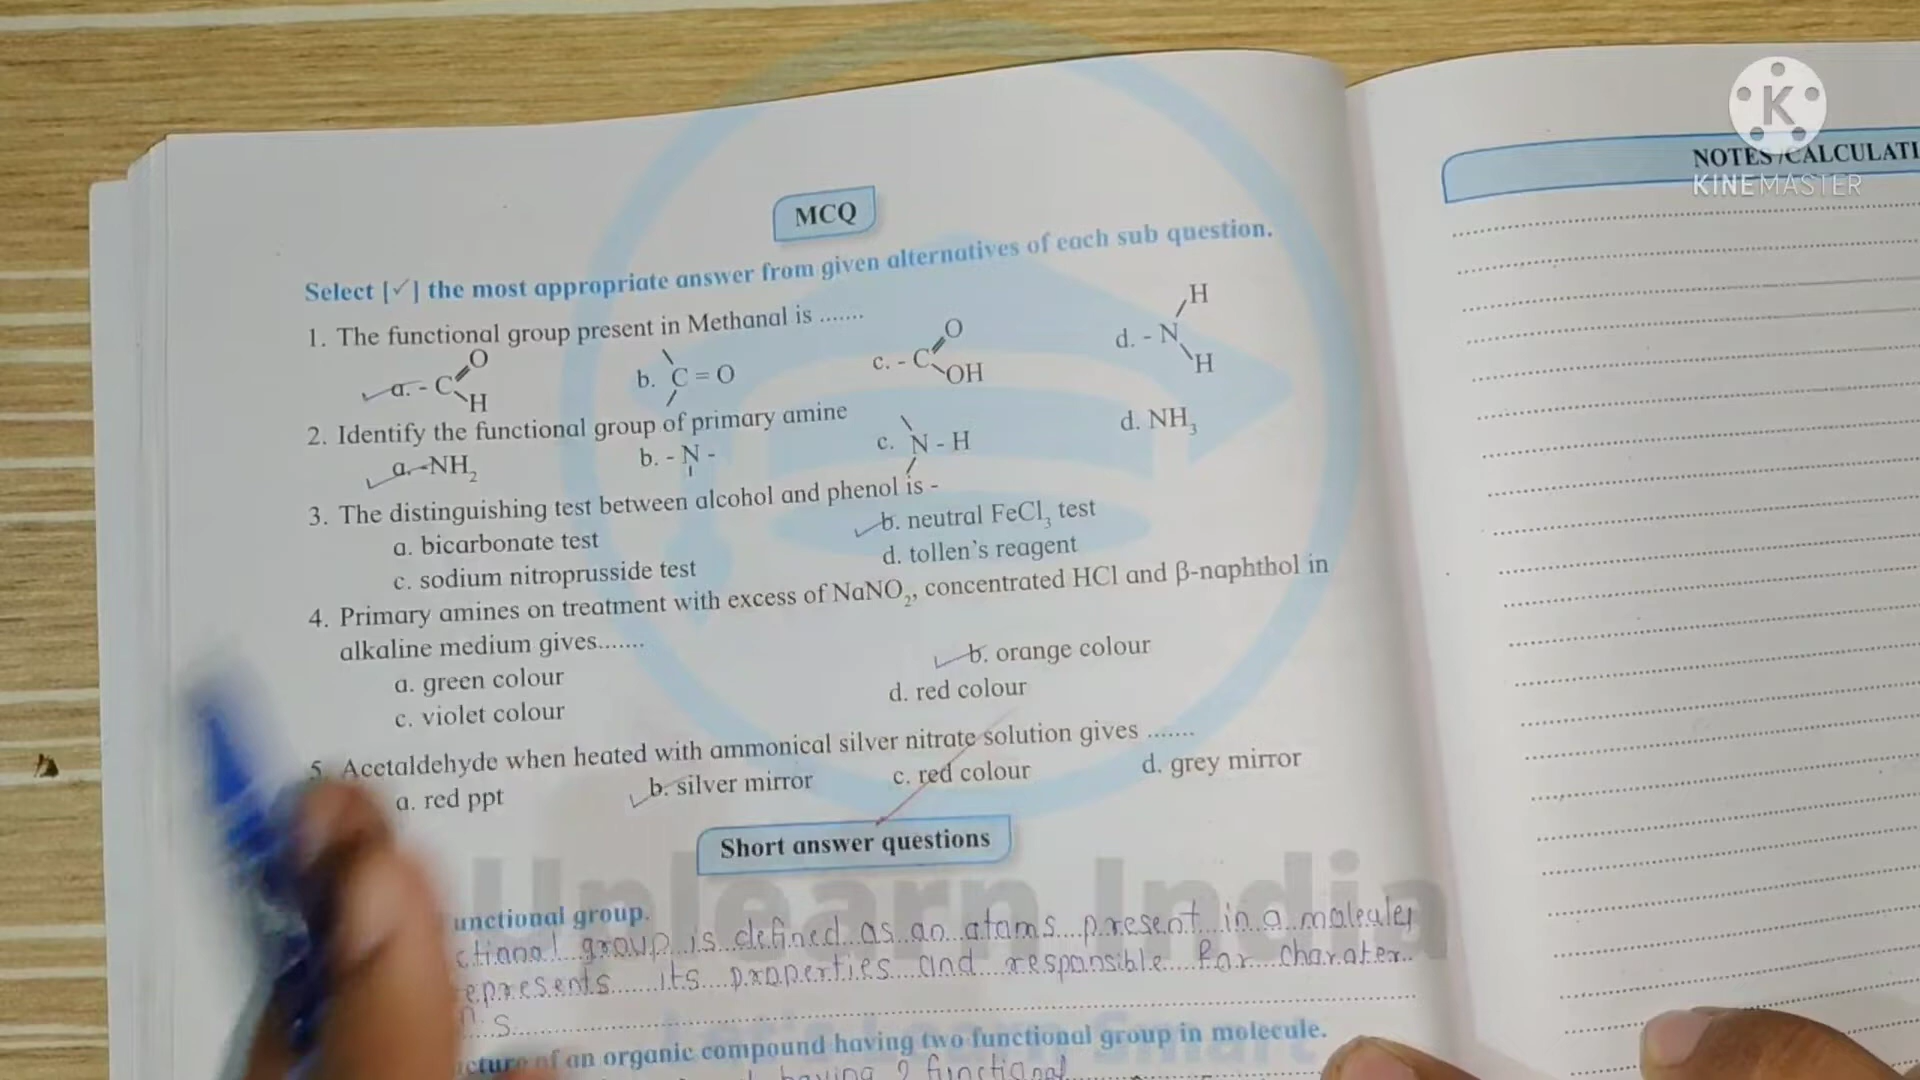 K
KINEMASTER
NOTES/CALCULATI
MCQ
Select [✓] the most appropriate answer from given alternatives of each sub question.
1. The functional group present in Methanal is .......
a. - C O H b. C = O c. - C O OH d. - N H H
2. Identify the functional group of primary amine
a. -NH₂ b. - N - c. N - H d. NH₃
3. The distinguishing test between alcohol and phenol is -
a. bicarbonate test b. neutral FeCl₃ test
c. sodium nitroprusside test d. tollen's reagent
4. Primary amines on treatment with excess of NaNO₂, concentrated HCl and β-naphthol in
alkaline medium gives.......
a. green colour b. orange colour
c. violet colour d. red colour
5. Acetaldehyde when heated with ammonical silver nitrate solution gives .......
a. red ppt b. silver mirror c. red colour d. grey mirror
Short answer questions
unctional group.
ctional group is defined as an atoms present in a molecules
epresents its properties and responsible for charater
s
cture of an organic compound having two functional group in molecule.
having 2 functional
Unlearn India
Smart